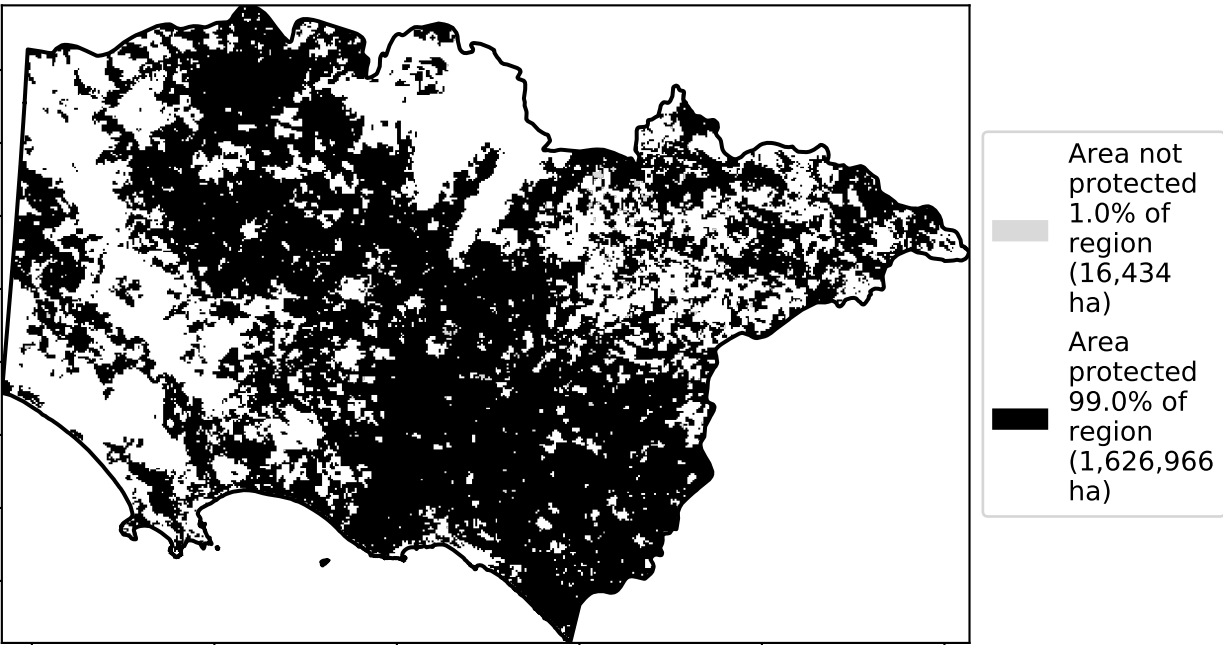 Area not
protected
1.0% of
region
(16,434
ha)
Area
protected
99.0% of
region
(1,626,966
ha)